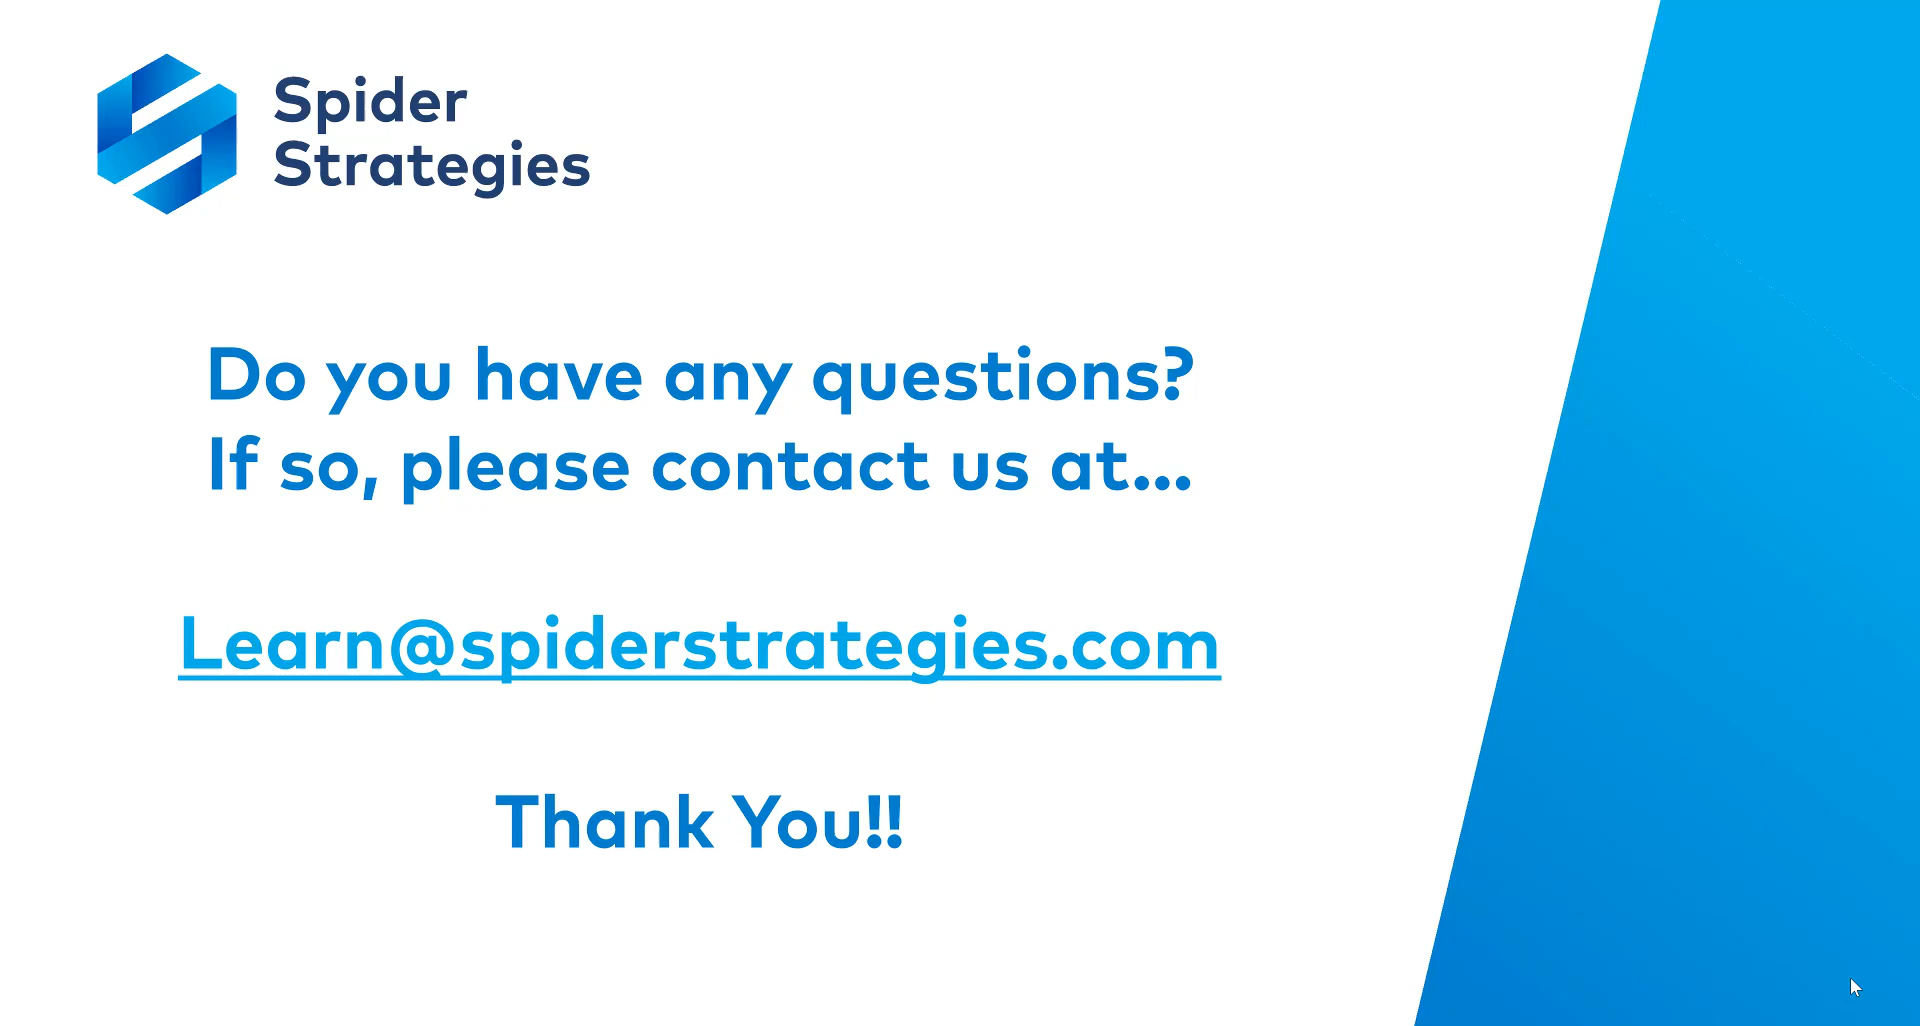 Spider
Strategies
Do you have any questions?
If so, please contact us at...
Learn@spiderstrategies.com
Thank You!!